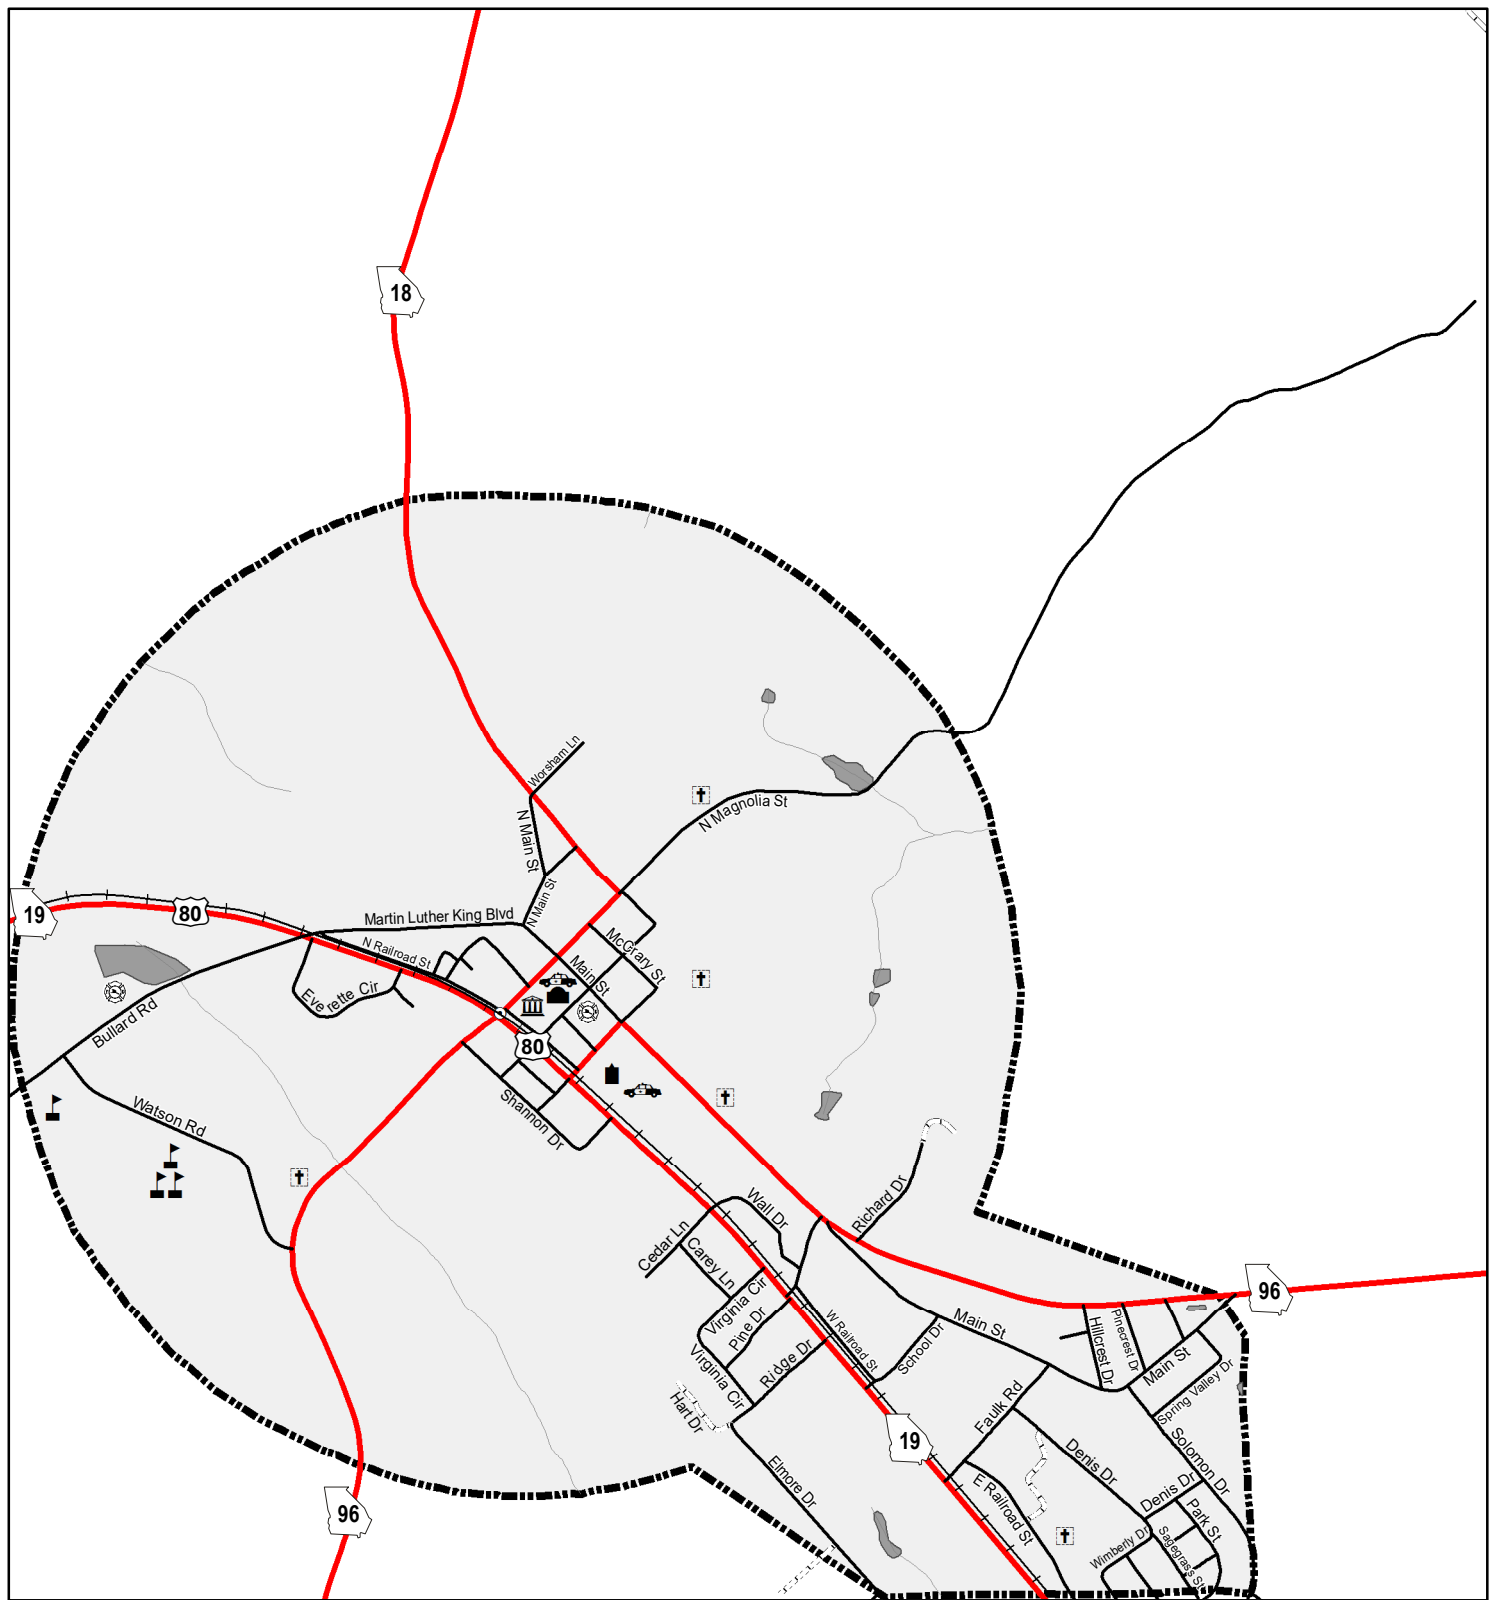 18
Worsham Ln
N Main St
N Magnolia St
N Main St
19
80
Martin Luther King Blvd
N Railroad St
McCrary St
Main St
Everette Cir
Bullard Rd
80
Watson Rd
Shannon Dr
Richard Dr
Wall Dr
Cedar Ln
Carey Ln
Virginia Cir
Pine Dr
W Railroad St
Main St
School Dr
Hillcrest Dr
Pinecrest Dr
96
Virginia Cir
Ridge Dr
Main St
Spring Valley Dr
Hart Dr
Faulk Rd
19
Denis Dr
Solomon Dr
Elmore Dr
E Railroad St
Denis Dr
Park St
96
Wimberly Dr
Sagegrass St